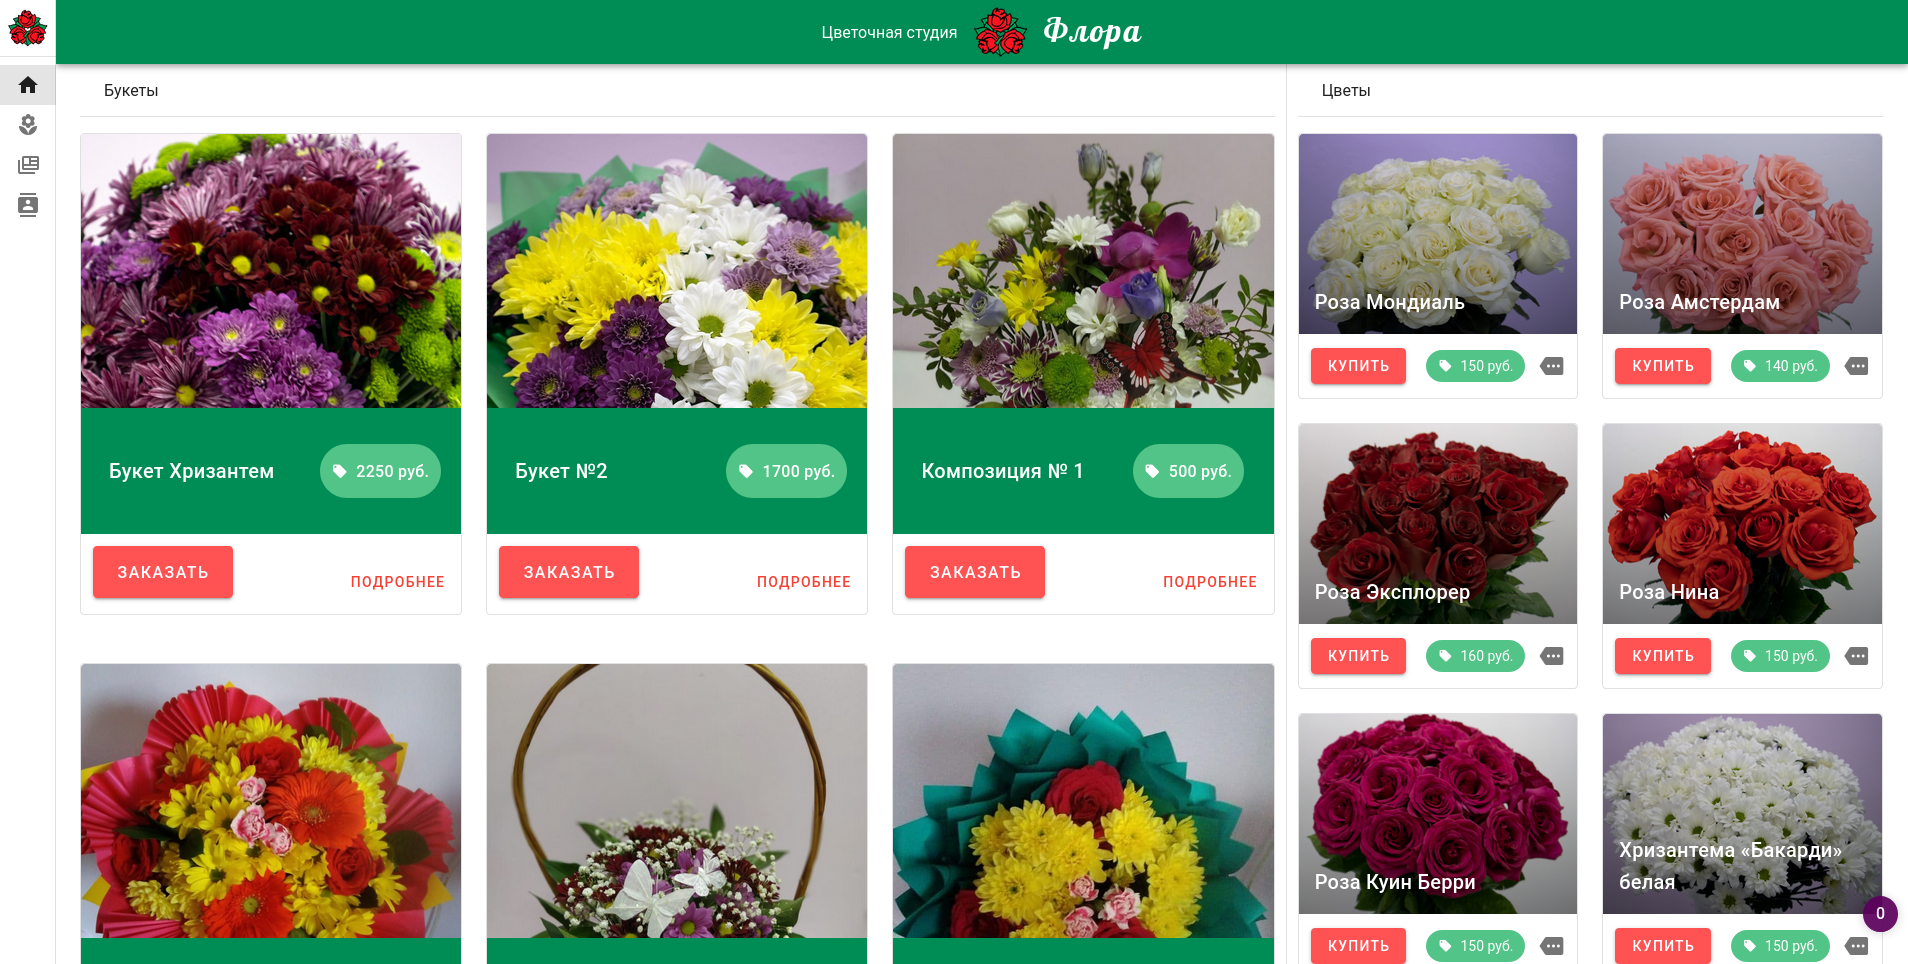 Цветочная студия Флора
Букеты
Букет Хризантем
2250 руб.
ЗАКАЗАТЬ
ПОДРОБНЕЕ
Букет №2
1700 руб.
ЗАКАЗАТЬ
ПОДРОБНЕЕ
Композиция № 1
500 руб.
ЗАКАЗАТЬ
ПОДРОБНЕЕ
Цветы
Роза Мондиаль
КУПИТЬ
150 руб.
Роза Амстердам
КУПИТЬ
140 руб.
Роза Эксплорер
КУПИТЬ
160 руб.
Роза Нина
КУПИТЬ
150 руб.
Роза Куин Берри
КУПИТЬ
150 руб.
Хризантема «Бакарди»
белая
КУПИТЬ
150 руб.
0